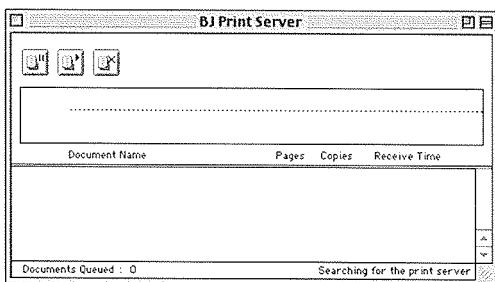 BJ Print Server
Document Name Pages Copies Receive Time
Documents Queued : 0 Searching for the print server